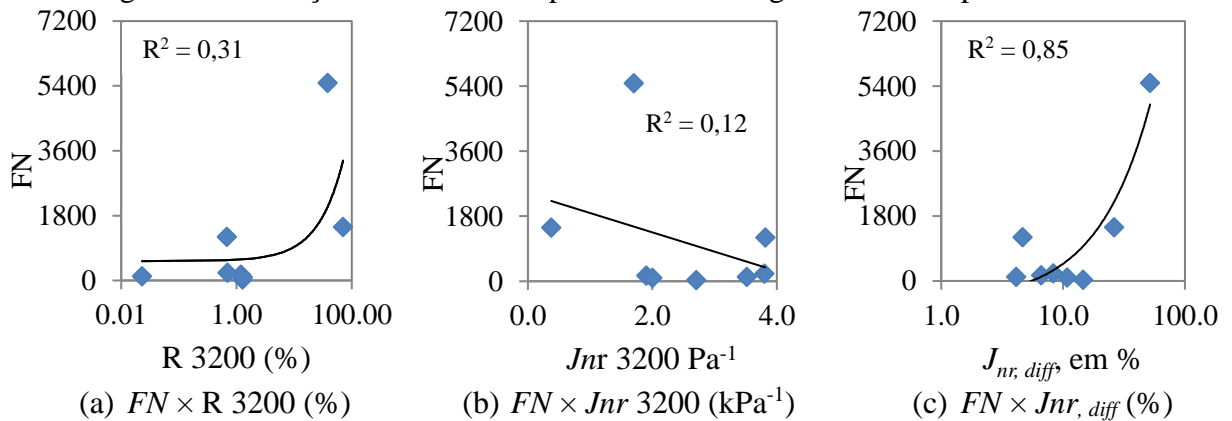 7200
5400
3600
1800
0
FN
R² = 0,31
0.01 1.00 100.00
R 3200 (%)
(a) FN × R 3200 (%)
7200
5400
3600
1800
0
FN
R² = 0,12
0.0 2.0 4.0
Jnr 3200 Pa⁻¹
(b) FN × Jnr 3200 (kPa⁻¹)
7200
5400
3600
1800
0
FN
R² = 0,85
1.0 10.0 100.0
Jnr, diff, em %
(c) FN × Jnr, diff (%)